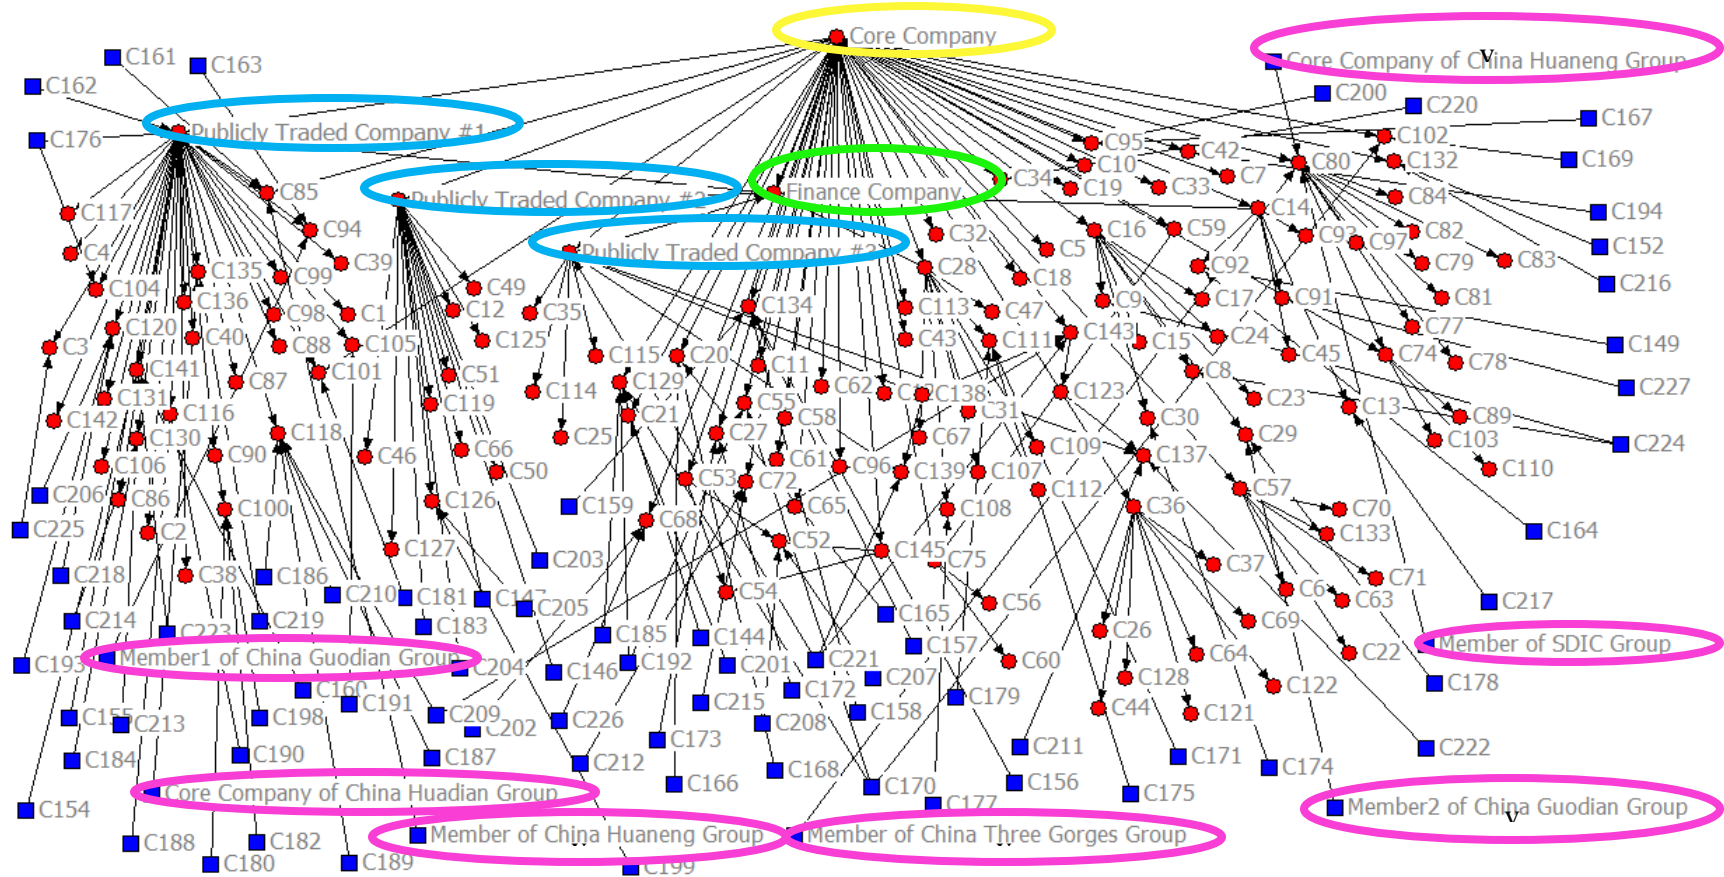 Core Company
Core Company of China Huaneng Group
v
C161
C163
C162
C200
C220
C167
Publicly Traded Company #1
C176
C95
C42
C102
C10
C80
C132
C169
C85
Publicly Traded Company
Finance Company
C34
C19
C33
C7
C84
C194
C117
C94
C32
C16
C59
C14
C93
C97
C82
C152
C4
Publicly Traded Company
C5
C39
C135
C99
C28
C18
C92
C79
C83
C216
C104
C136
C49
C134
C113
C9
C17
C91
C81
C98
C1
C12
C35
C47
C120
C40
C125
C43
C111
C143
C15
C24
C77
C3
C88
C105
C115
C20
C45
C74
C149
C141
C101
C51
C11
C8
C78
C87
C129
C62
C138
C123
C227
C131
C119
C114
C55
C23
C142
C116
C21
C58
C31
C30
C13
C89
C130
C118
C25
C27
C67
C29
C103
C224
C90
C46
C66
C109
C137
C106
C50
C61
C96
C139
C107
C110
C206
C86
C126
C53
C72
C112
C57
C225
C100
C159
C65
C108
C36
C70
C2
C68
C133
C164
C127
C203
C52
C145
C75
C218
C38
C186
C37
C71
C54
C6
C210
C181
C147
C205
C56
C63
C217
C214
C223
C219
C183
C165
C26
C69
C185
C144
C157
Member of SDIC Group
C193
Member1 of China Guodian Group
C204
C146
C192
C201
C221
C60
C64
C22
C207
C128
C122
C178
C160
C172
C179
C155
C213
C198
C191
C209
C202
C226
C215
C208
C158
C44
C121
C173
C211
C222
C184
C190
C187
C212
C168
C171
C174
C166
C170
C156
Core Company of China Huadian Group
C175
C154
C177
Member2 of China Guodian Group
v
C188
C182
Member of China Huaneng Group
Member of China Three Gorges Group
C180
C189
C199